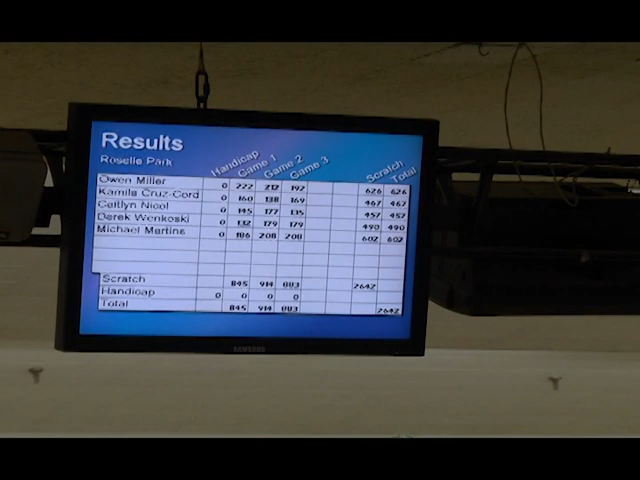 Results
Roselle Park
Handicap Game 1 Game 2 Game 3 Scratch Total
Owen Miller 0 222 212 192 626 626
Kamila Cruz-Cord 0 160 138 169 467 467
Caitlyn Nicol 0 145 177 135 457 457
Derek Wenkoski 0 132 179 179 490 490
Michael Martins 0 186 208 208 602 602
Scratch 845 914 883 2642
Handicap 0 0 0 0
Total 845 914 883 2642
SAMSUNG